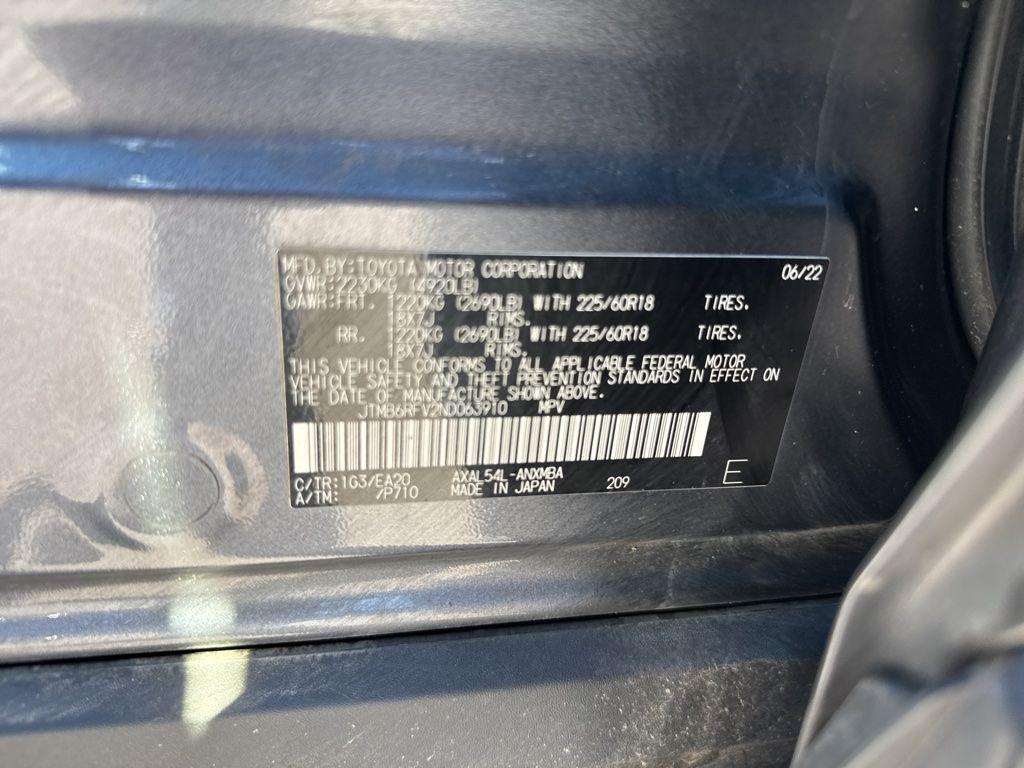 MFD.BY:TOYOTA MOTOR CORPORATION 06/22
GVWR:2230KG (4920LB)
GAWR:FRT. 1220KG (2690LB) WITH 225/60R18 TIRES.
18X7J RIMS.
RR. 1220KG (2690LB) WITH 225/60R18 TIRES.
18X7J RIMS.
THIS VEHICLE CONFORMS TO ALL APPLICABLE FEDERAL MOTOR
VEHICLE SAFETY AND THEFT PREVENTION STANDARDS IN EFFECT ON
THE DATE OF MANUFACTURE SHOWN ABOVE.
JTMB6RFV2ND063910 MPV
C/TR:1G3/EA20 AXAL54L-ANXMBA
A/TM: /P710 MADE IN JAPAN 209 E